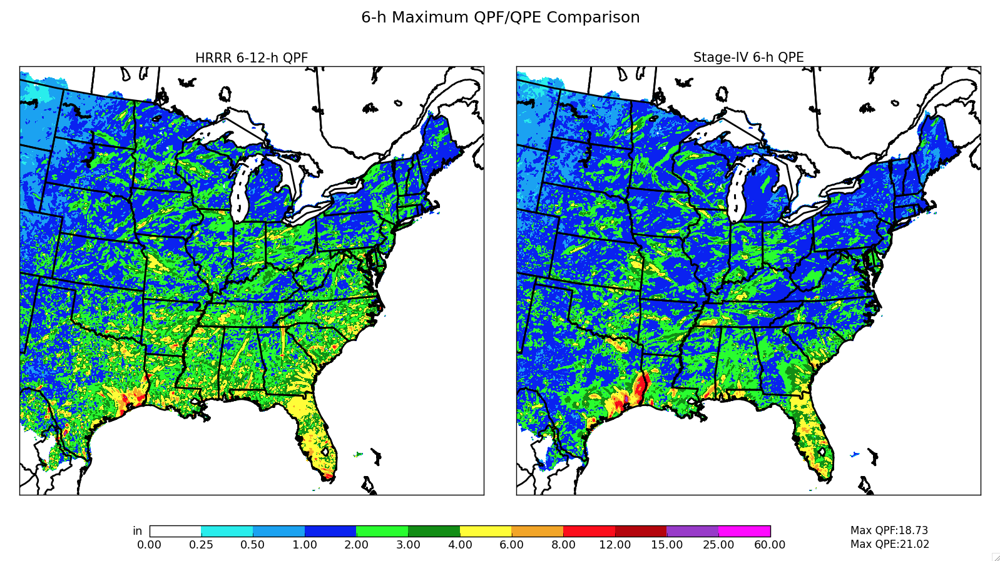 6-h Maximum QPF/QPE Comparison
HRRR 6-12-h QPF
Stage-IV 6-h QPE
in
0.00 0.25 0.50 1.00 2.00 3.00 4.00 6.00 8.00 12.00 15.00 25.00 60.00
Max QPF:18.73
Max QPE:21.02